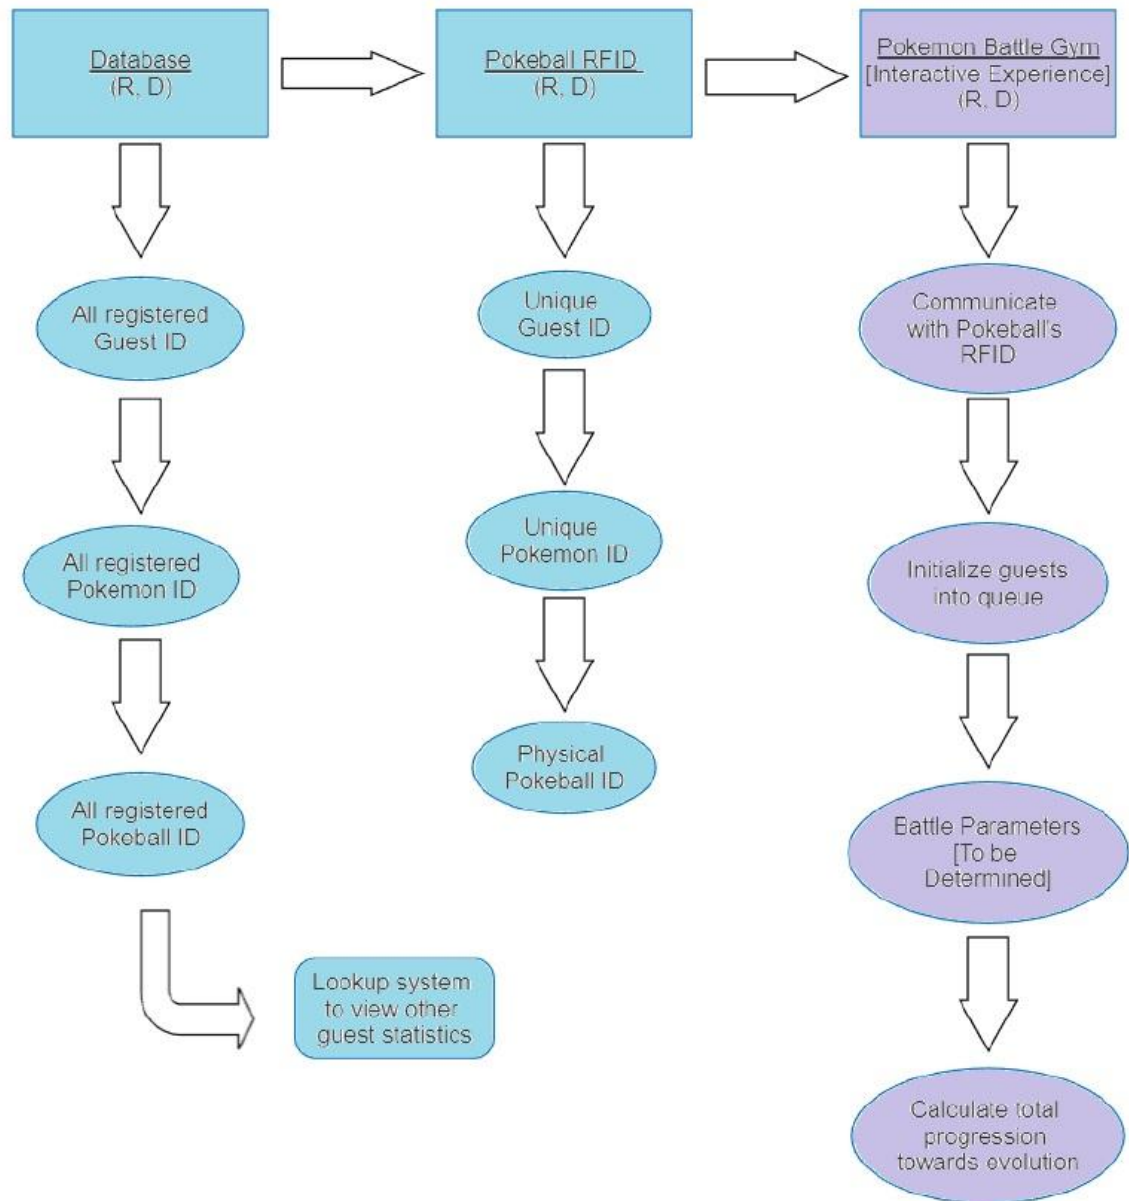 Database
(R, D)
All registered
Guest ID
All registered
Pokemon ID
All registered
Pokeball ID
Lookup system
to view other
guest statistics
Pokeball RFID
(R, D)
Unique
Guest ID
Unique
Pokemon ID
Physical
Pokeball ID
Pokemon Battle Gym
[Interactive Experience]
(R, D)
Communicate
with Pokeball's
RFID
Initialize guests
into queue
Battle Parameters
[To be
Determined]
Calculate total
progression
towards evolution